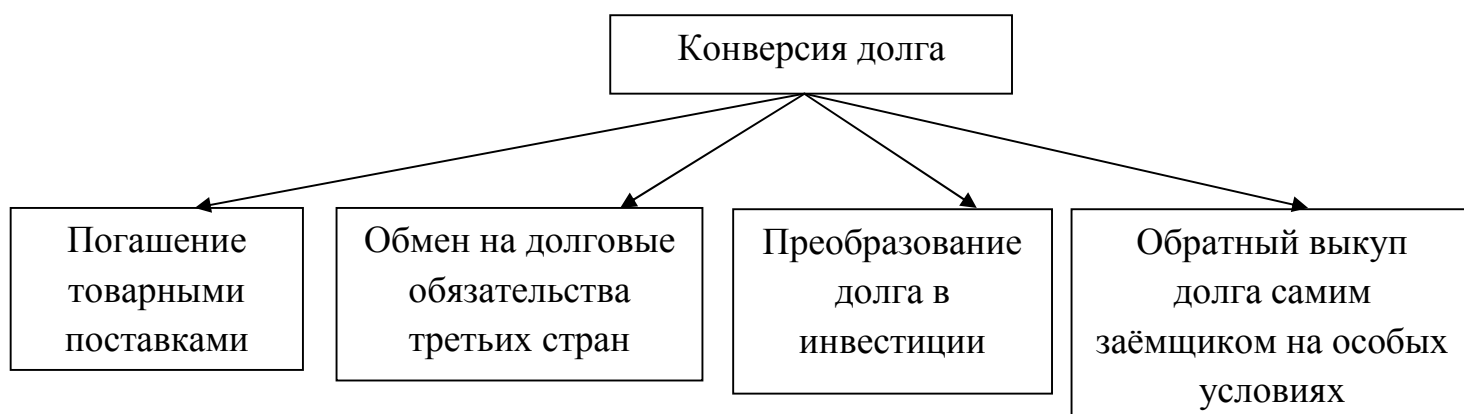 Конверсия долга
Погашение
товарными
поставками
Обмен на долговые
обязательства
третьих стран
Преобразование
долга в
инвестиции
Обратный выкуп
долга самим
заёмщиком на особых
условиях